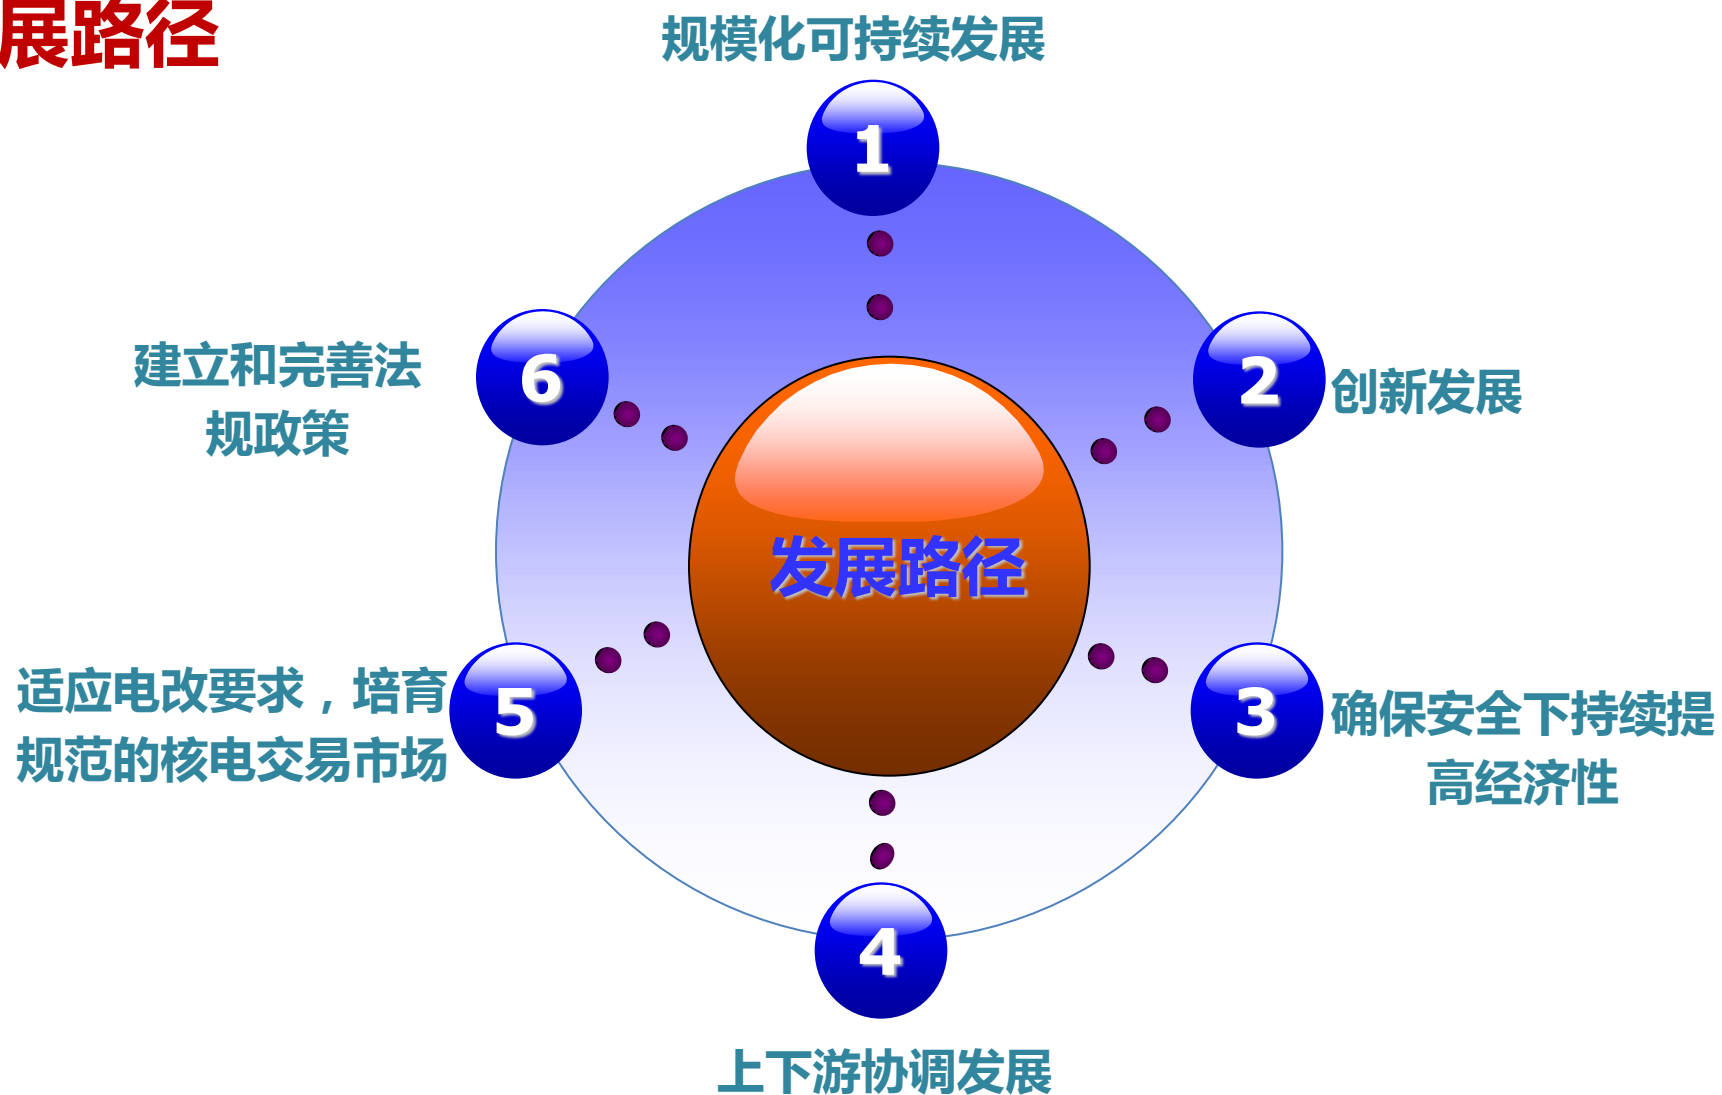 展路径
规模化可持续发展
1
2
创新发展
3
确保安全下持续提
高经济性
4
上下游协调发展
5
适应电改要求，培育
规范的核电交易市场
6
建立和完善法
规政策
发展路径